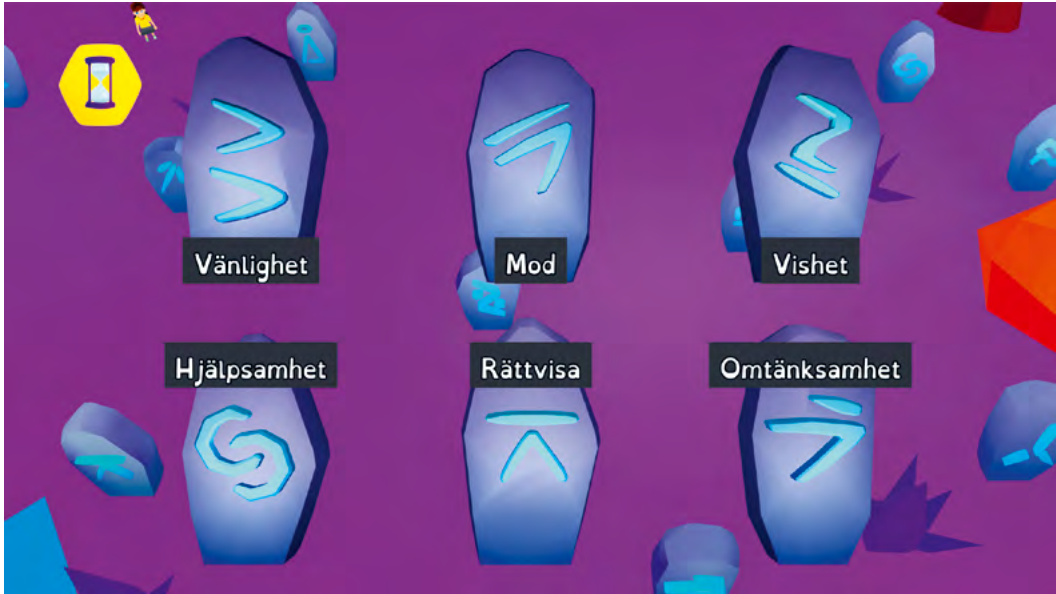 Vänlighet
Mod
Vishet
Hjälpsamhet
Rättvisa
Omtänksamhet